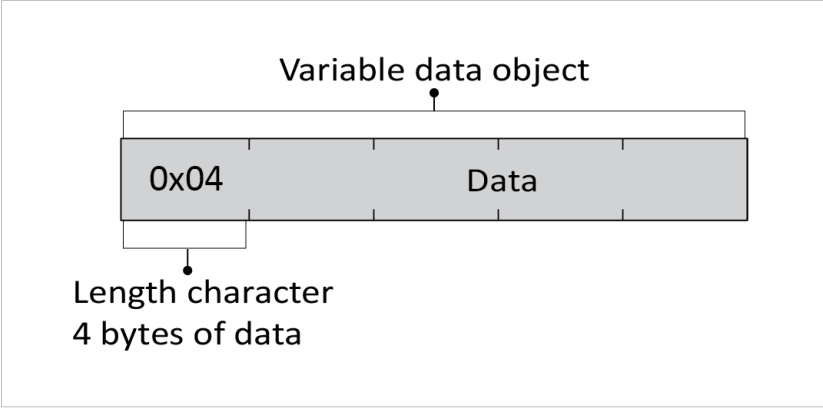 Variable data object
0x04 Data
Length character
4 bytes of data